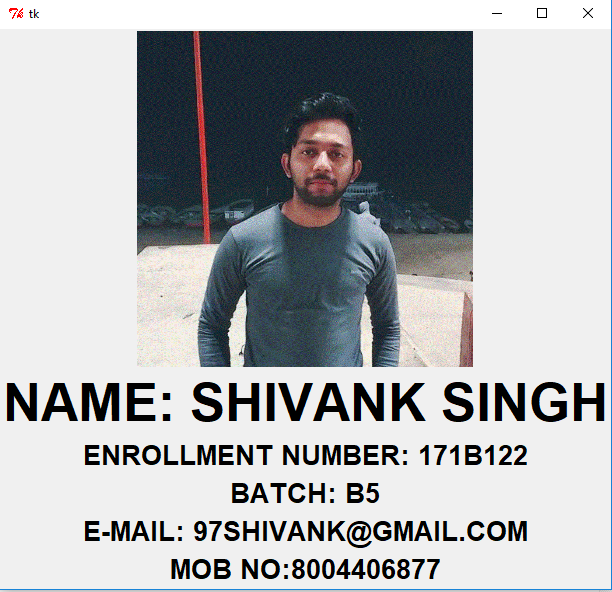 tk
NAME: SHIVANK SINGH
ENROLLMENT NUMBER: 171B122
BATCH: B5
E-MAIL: 97SHIVANK@GMAIL.COM
MOB NO:8004406877